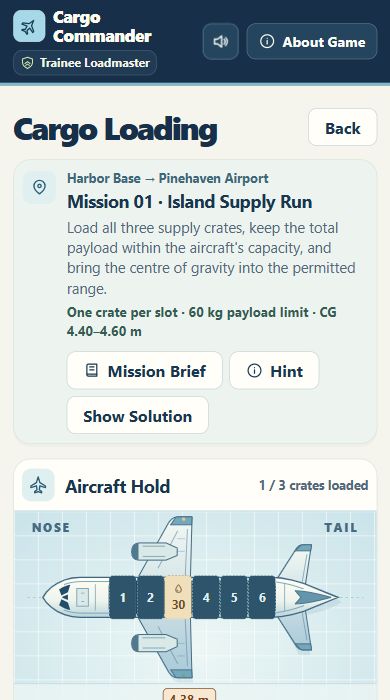 Cargo
Commander
Trainee Loadmaster
About Game
Cargo Loading
Back
Harbor Base → Pinehaven Airport
Mission 01 · Island Supply Run
Load all three supply crates, keep the total
payload within the aircraft's capacity, and
bring the centre of gravity into the permitted
range.
One crate per slot · 60 kg payload limit · CG
4.40–4.60 m
Mission Brief
Hint
Show Solution
Aircraft Hold
1 / 3 crates loaded
NOSE
TAIL
1
2
30
4
5
6
4.38 m